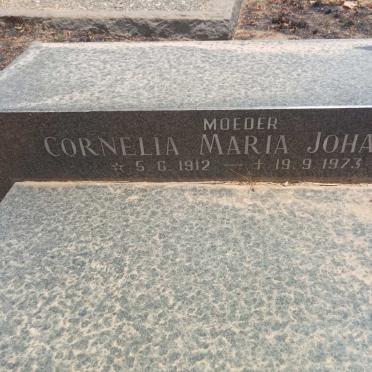 MOEDER
CORNELIA MARIA JOHA
☆ 5.6.1912 — ✝ 19.9.1973